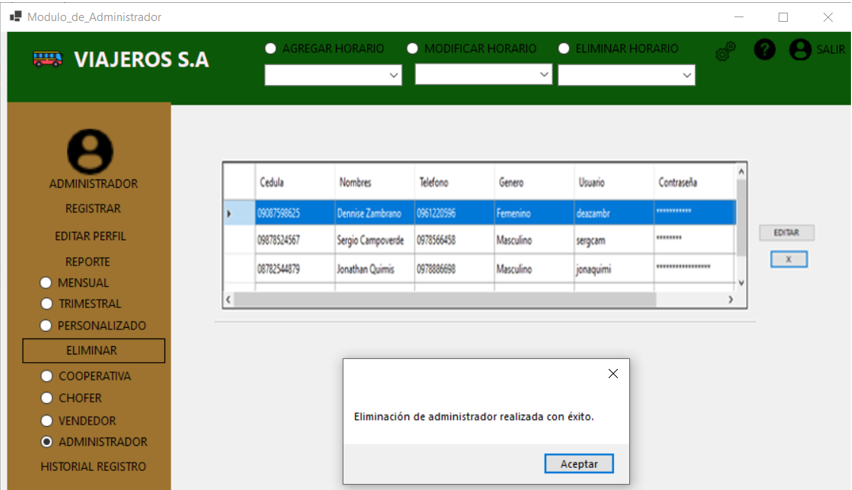 Modulo_de_Administrador
VIAJEROS S.A
AGREGAR HORARIO MODIFICAR HORARIO ELIMINAR HORARIO
SALIR
ADMINISTRADOR
REGISTRAR
EDITAR PERFIL
REPORTE
MENSUAL
TRIMESTRAL
PERSONALIZADO
ELIMINAR
COOPERATIVA
CHOFER
VENDEDOR
ADMINISTRADOR
HISTORIAL REGISTRO
Cedula Nombres Telefono Genero Usuario Contraseña
09087598625 Dennise Zambrano 0961220596 Femenino deazambr ***********
09878524567 Sergio Campoverde 0978566458 Masculino sergcam ********
08782544879 Jonathan Quimis 0978886698 Masculino jonaquimi *****************
EDITAR
X
Eliminación de administrador realizada con éxito.
Aceptar